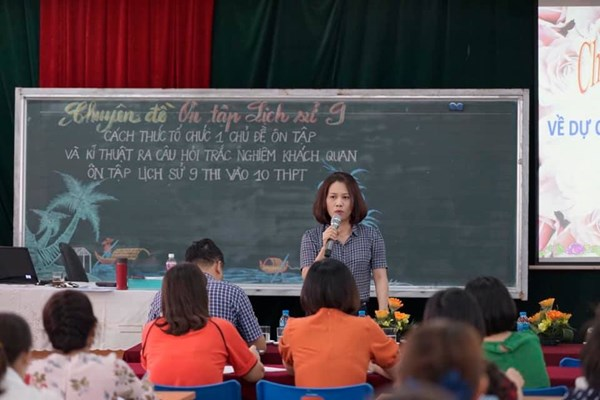 Chuyên đề Ôn tập Lịch sử 9
CÁCH THỨC TỔ CHỨC 1 CHỦ ĐỀ ÔN TẬP
VÀ KĨ THUẬT RA CÂU HỎI TRẮC NGHIỆM KHÁCH QUAN
ÔN TẬP LỊCH SỬ 9 THI VÀO 10 THPT
Ch
VỀ DỰ